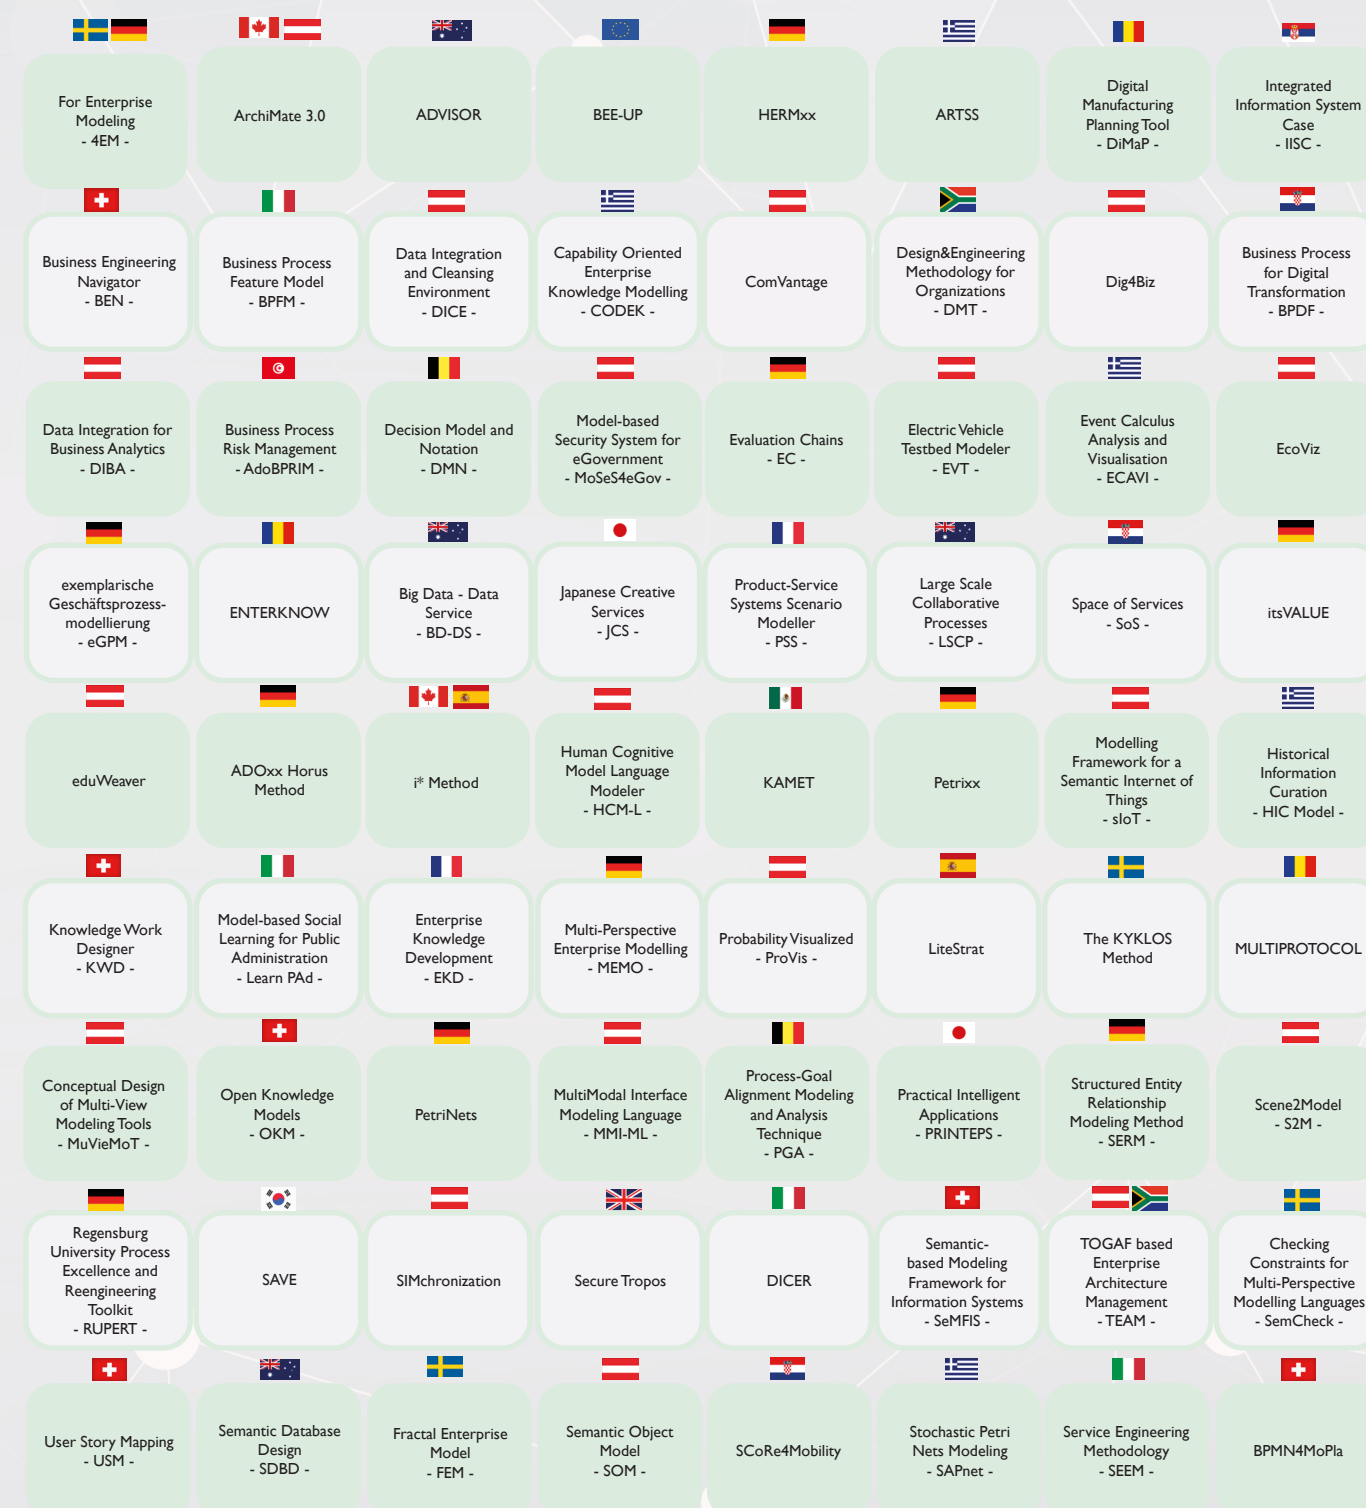 For Enterprise
Modeling
- 4EM -
ArchiMate 3.0
ADVISOR
BEE-UP
HERMxx
ARTSS
Digital
Manufacturing
Planning Tool
- DiMaP -
Integrated
Information System
Case
- IISC -
Business Engineering
Navigator
- BEN -
Business Process
Feature Model
- BPFM -
Data Integration
and Cleansing
Environment
- DICE -
Capability Oriented
Enterprise
Knowledge Modelling
- CODEK -
ComVantage
Design&Engineering
Methodology for
Organizations
- DMT -
Dig4Biz
Business Process
for Digital
Transformation
- BPDF -
Data Integration for
Business Analytics
- DIBA -
Business Process
Risk Management
- AdoBPRIM -
Decision Model and
Notation
- DMN -
Model-based
Security System for
eGovernment
- MoSeS4eGov -
Evaluation Chains
- EC -
Electric Vehicle
Testbed Modeler
- EVT -
Event Calculus
Analysis and
Visualisation
- ECAVI -
EcoViz
exemplarische
Geschäftsprozess-
modellierung
- eGPM -
ENTERKNOW
Big Data - Data
Service
- BD-DS -
Japanese Creative
Services
- JCS -
Product-Service
Systems Scenario
Modeller
- PSS -
Large Scale
Collaborative
Processes
- LSCP -
Space of Services
- SoS -
itsVALUE
eduWeaver
ADOxx Horus
Method
i* Method
Human Cognitive
Model Language
Modeler
- HCM-L -
KAMET
Petrixx
Modelling
Framework for a
Semantic Internet of
Things
- sIoT -
Historical
Information
Curation
- HIC Model -
Knowledge Work
Designer
- KWD -
Model-based Social
Learning for Public
Administration
- Learn PAd -
Enterprise
Knowledge
Development
- EKD -
Multi-Perspective
Enterprise Modelling
- MEMO -
Probability Visualized
- ProVis -
LiteStrat
The KYKLOS
Method
MULTIPROTOCOL
Conceptual Design
of Multi-View
Modeling Tools
- MuVieMoT -
Open Knowledge
Models
- OKM -
PetriNets
MultiModal Interface
Modeling Language
- MMI-ML -
Process-Goal
Alignment Modeling
and Analysis
Technique
- PGA -
Practical Intelligent
Applications
- PRINTEPS -
Structured Entity
Relationship
Modeling Method
- SERM -
Scene2Model
- S2M -
Regensburg
University Process
Excellence and
Reengineering
Toolkit
- RUPERT -
SAVE
SIMchronization
Secure Tropos
DICER
Semantic-
based Modeling
Framework for
Information Systems
- SeMFIS -
TOGAF based
Enterprise
Architecture
Management
- TEAM -
Checking
Constraints for
Multi-Perspective
Modelling Languages
- SemCheck -
User Story Mapping
- USM -
Semantic Database
Design
- SDBD -
Fractal Enterprise
Model
- FEM -
Semantic Object
Model
- SOM -
SCoRe4Mobility
Stochastic Petri
Nets Modeling
- SAPnet -
Service Engineering
Methodology
- SEEM -
BPMN4MoPla